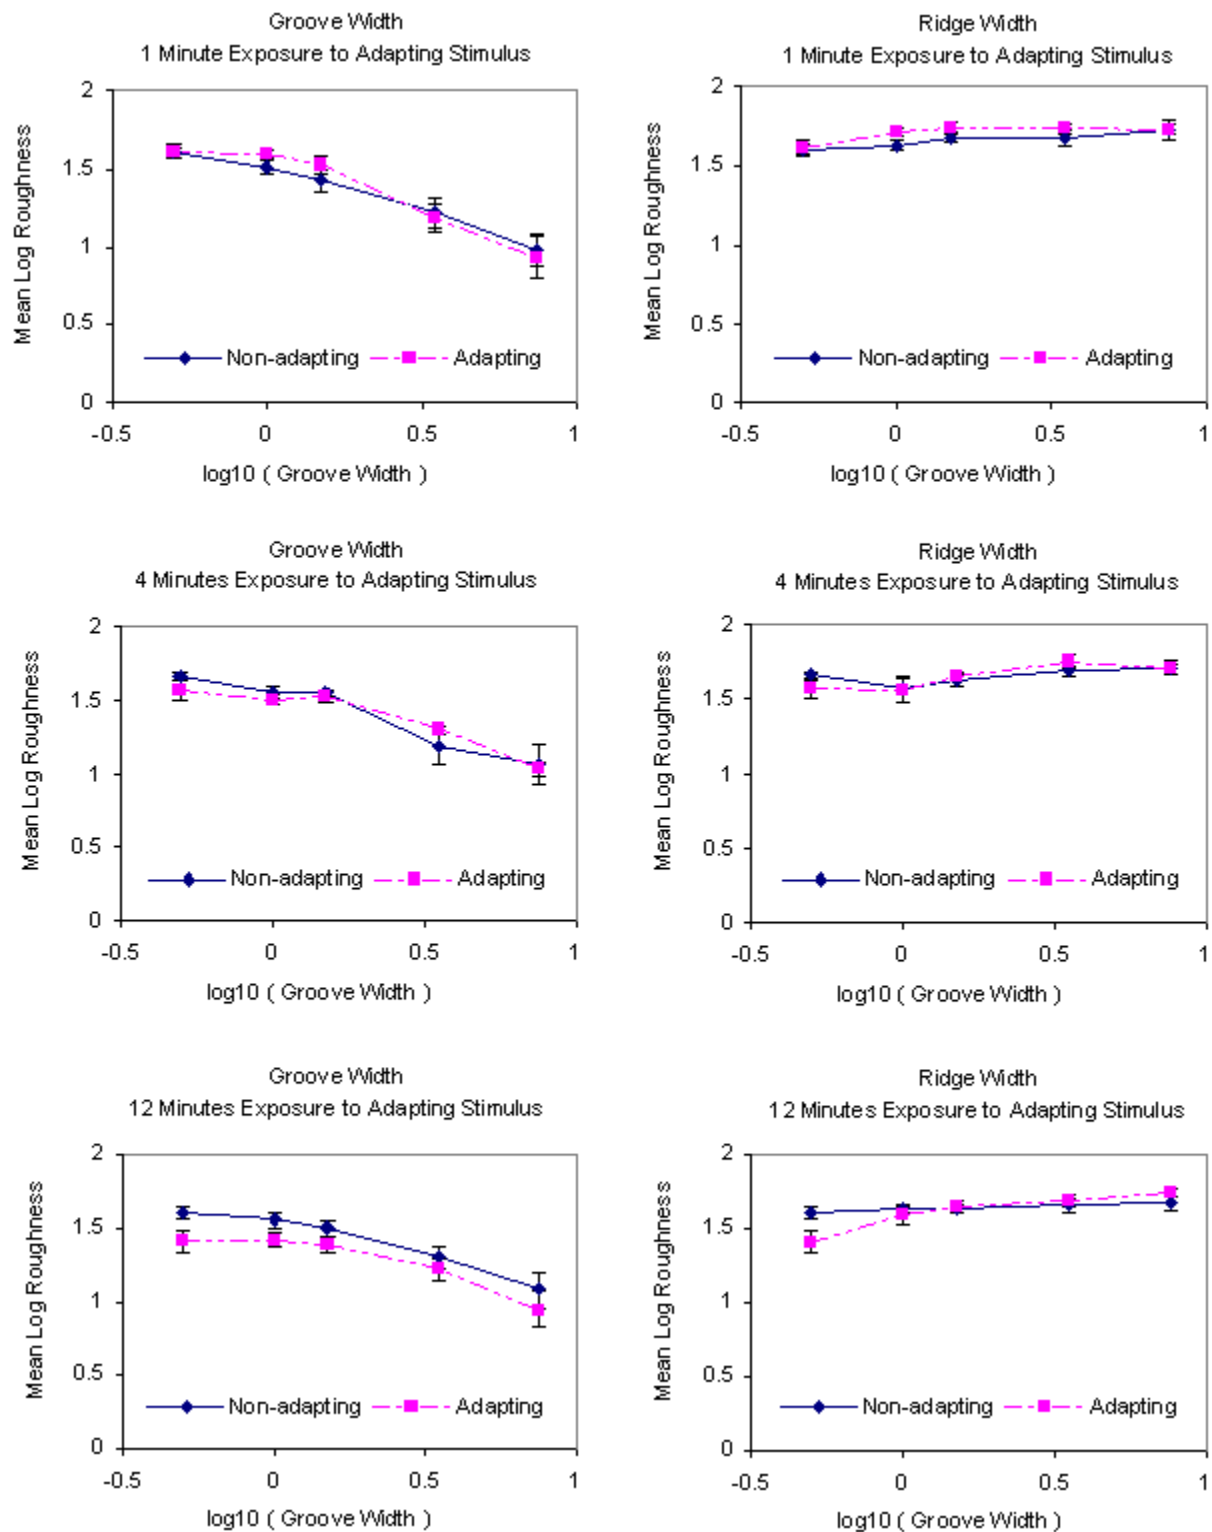 Groove Width
1 Minute Exposure to Adapting Stimulus
2
1.5
1
0.5
0
Mean Log Roughness
Non-adapting Adapting
-0.5 0 0.5 1
log10 ( Groove Width )
Ridge Width
1 Minute Exposure to Adapting Stimulus
2
1.5
1
0.5
0
Mean Log Roughness
Non-adapting Adapting
-0.5 0 0.5 1
log10 ( Groove Width )
Groove Width
4 Minutes Exposure to Adapting Stimulus
2
1.5
1
0.5
0
Mean Log Roughness
Non-adapting Adapting
-0.5 0 0.5 1
log10 ( Groove Width )
Ridge Width
4 Minutes Exposure to Adapting Stimulus
2
1.5
1
0.5
0
Mean Log Roughness
Non-adapting Adapting
-0.5 0 0.5 1
log10 ( Groove Width )
Groove Width
12 Minutes Exposure to Adapting Stimulus
2
1.5
1
0.5
0
Mean Log Roughness
Non-adapting Adapting
-0.5 0 0.5 1
log10 ( Groove Width )
Ridge Width
12 Minutes Exposure to Adapting Stimulus
2
1.5
1
0.5
0
Mean Log Roughness
Non-adapting Adapting
-0.5 0 0.5 1
log10 ( Groove Width )